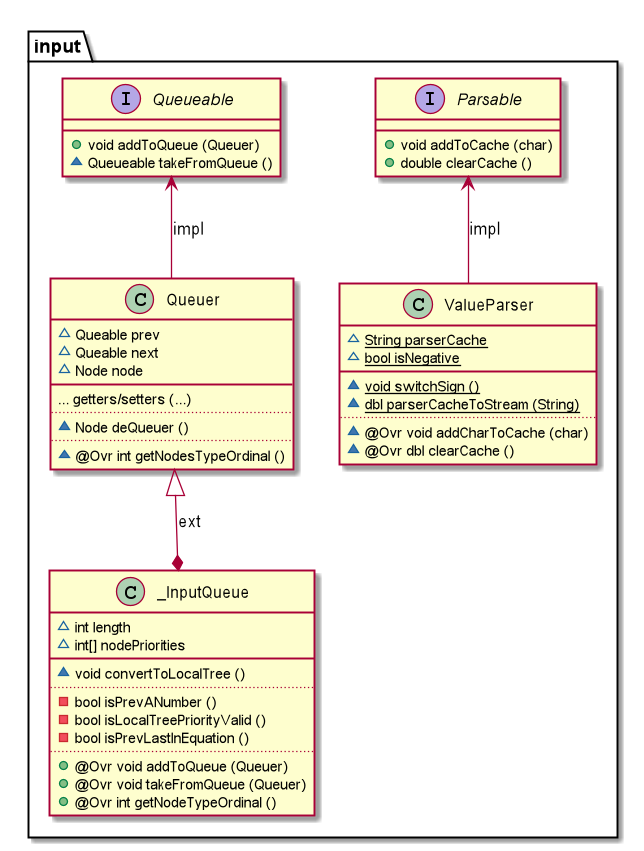 input
I Queueable
void addToQueue (Queuer)
Queueable takeFromQueue ()
I Parsable
void addToCache (char)
double clearCache ()
impl
impl
C Queuer
Queable prev
Queable next
Node node
... getters/setters (...)
Node deQueuer ()
@Ovr int getNodesTypeOrdinal ()
C ValueParser
String parserCache
bool isNegative
void switchSign ()
dbl parserCacheToStream (String)
@Ovr void addCharToCache (char)
@Ovr dbl clearCache ()
ext
C _InputQueue
int length
int[] nodePriorities
void convertToLocalTree ()
bool isPrevANumber ()
bool isLocalTreePriorityValid ()
bool isPrevLastInEquation ()
@Ovr void addToQueue (Queuer)
@Ovr void takeFromQueue (Queuer)
@Ovr int getNodeTypeOrdinal ()